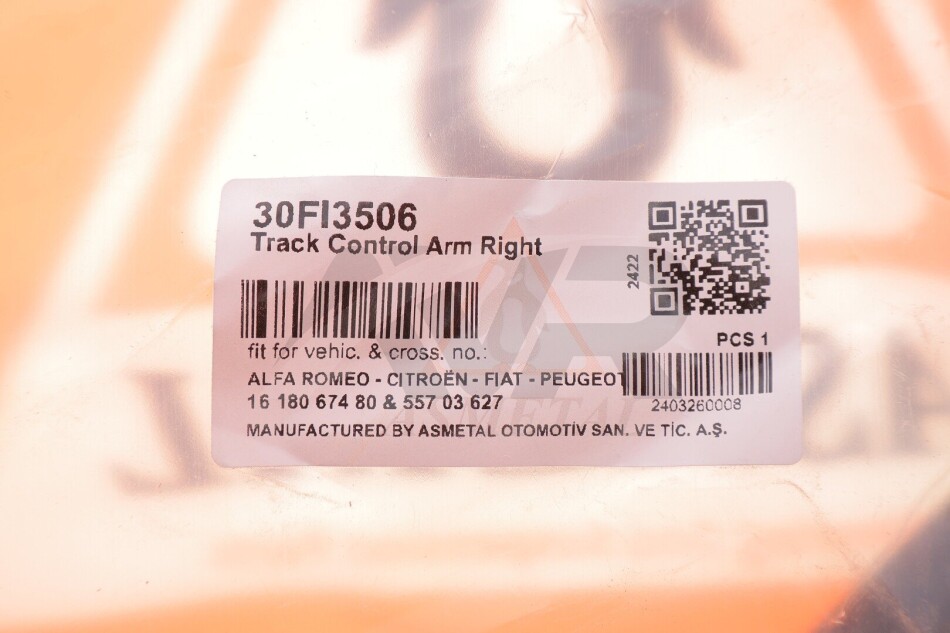 30FI3506
Track Control Arm Right
2422
PCS 1
fit for vehic. & cross. no.:
ALFA ROMEO - CITROËN - FIAT - PEUGEOT
16 180 674 80 & 557 03 627
2403260008
ASMETAL
MANUFACTURED BY ASMETAL OTOMOTİV SAN. VE TİC. A.Ş.